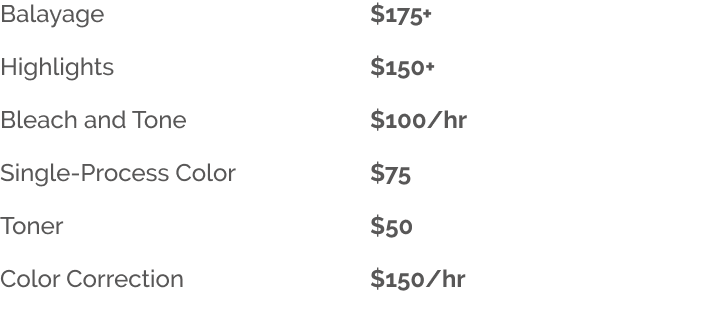 Balayage $175+
Highlights $150+
Bleach and Tone $100/hr
Single-Process Color $75
Toner $50
Color Correction $150/hr